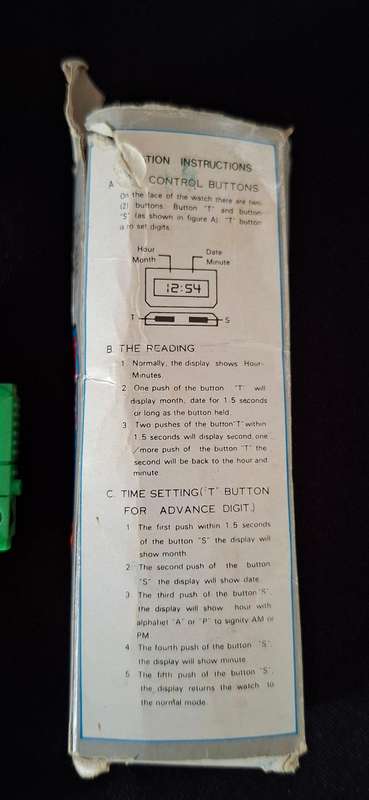 TION INSTRUCTIONS
A. CONTROL BUTTONS
On the face of the watch there are two
(2) buttons. Button "T" and button
"S" (as shown in figure A). "T" button
is to set digits.
Hour Date
Month Minute
12:54
T S
B. THE READING
1. Normally, the display shows Hour-
Minutes.
2. One push of the button "T" will
display month, date for 1.5 seconds
or long as the button held.
3. Two pushes of the button "T" within
1.5 seconds will display second, one
/more push of the button "T" the
second will be back to the hour and
minute.
C. TIME SETTING("T" BUTTON
FOR ADVANCE DIGIT.)
1 The first push within 1.5 seconds
of the button "S" the display will
show month.
2. The second push of the button
"S" the display will show date.
3. The third push of the button "S",
the display will show hour with
alphabet "A" or "P" to signity AM or
PM
4 The fourth push of the button "S",
the display will show minute.
5 The fifth push of the button "S",
the display returns the watch to
the normal mode.